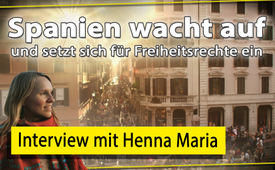 Spanien wacht auf
und setzt sich für Freiheitsrechte ein
Interview mit Henna Maria